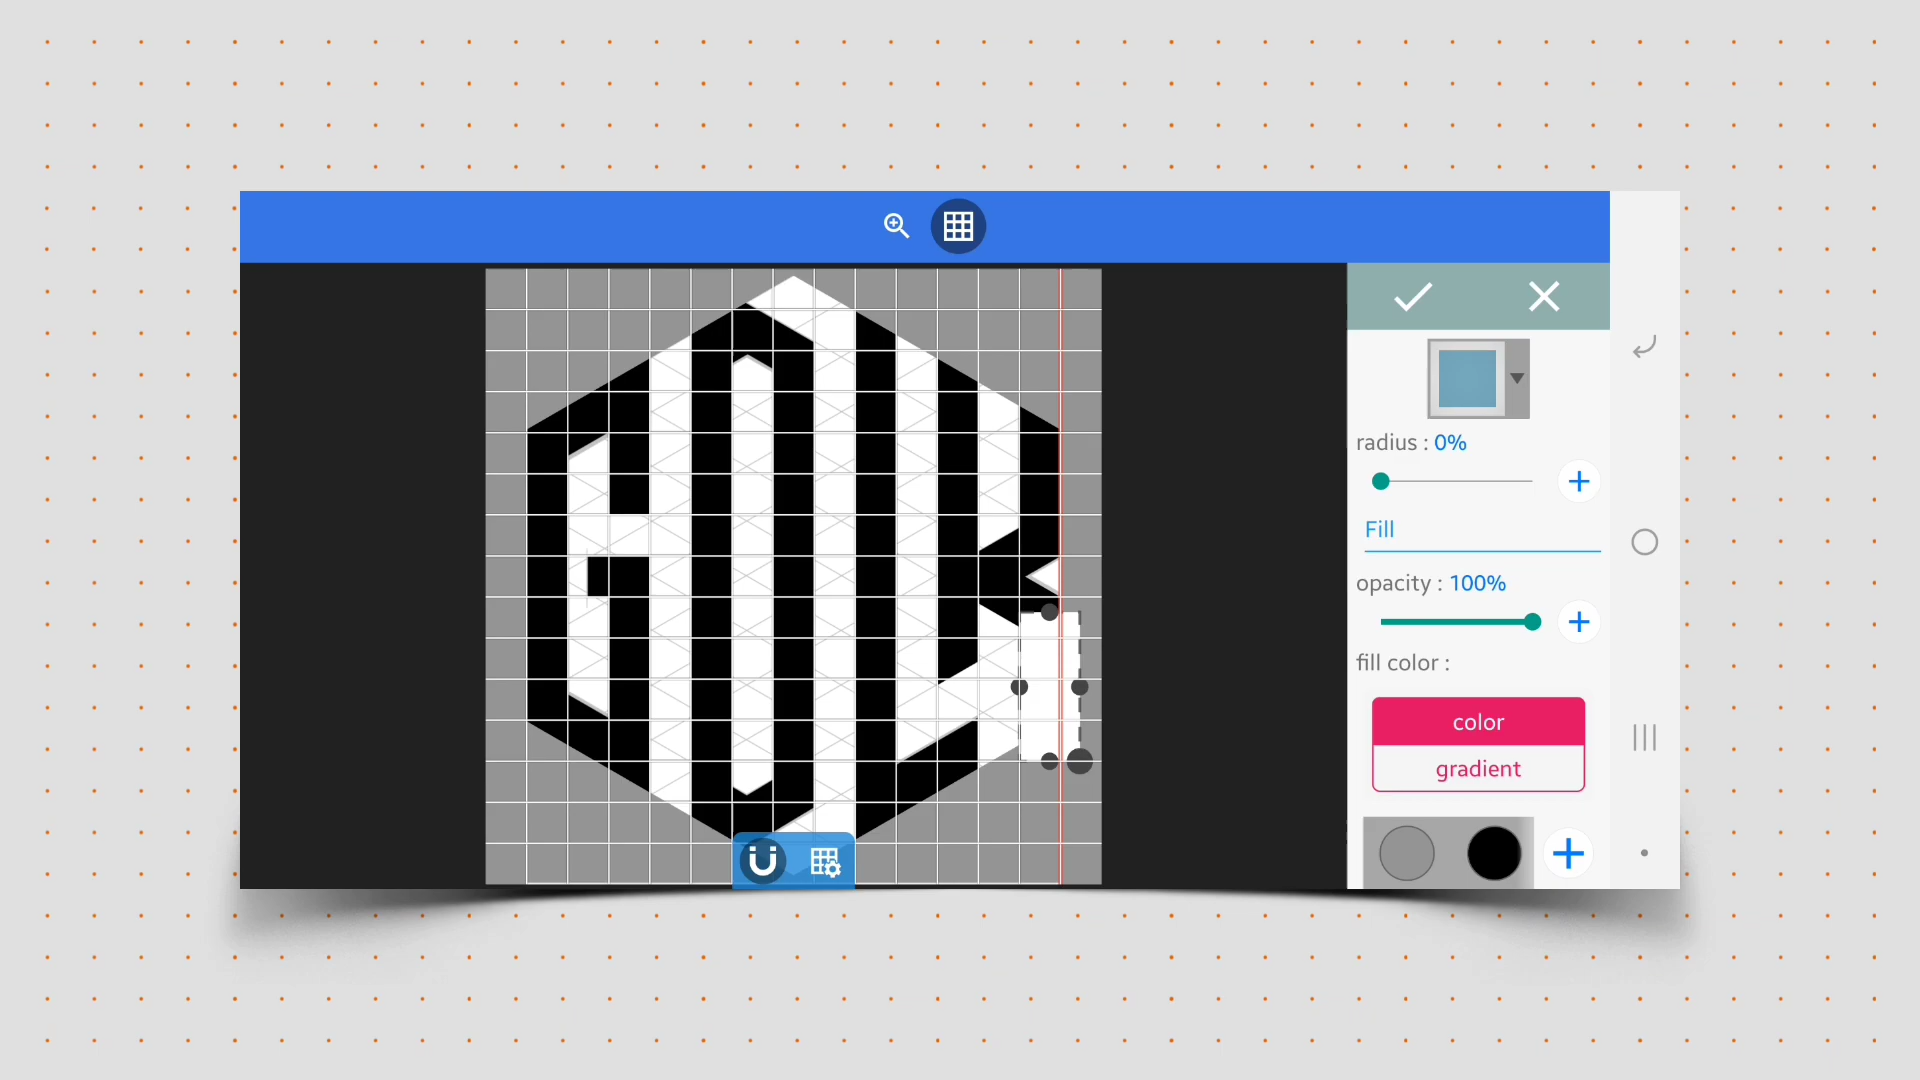 radius : 0%
Fill
opacity : 100%
fill color :
color
gradient